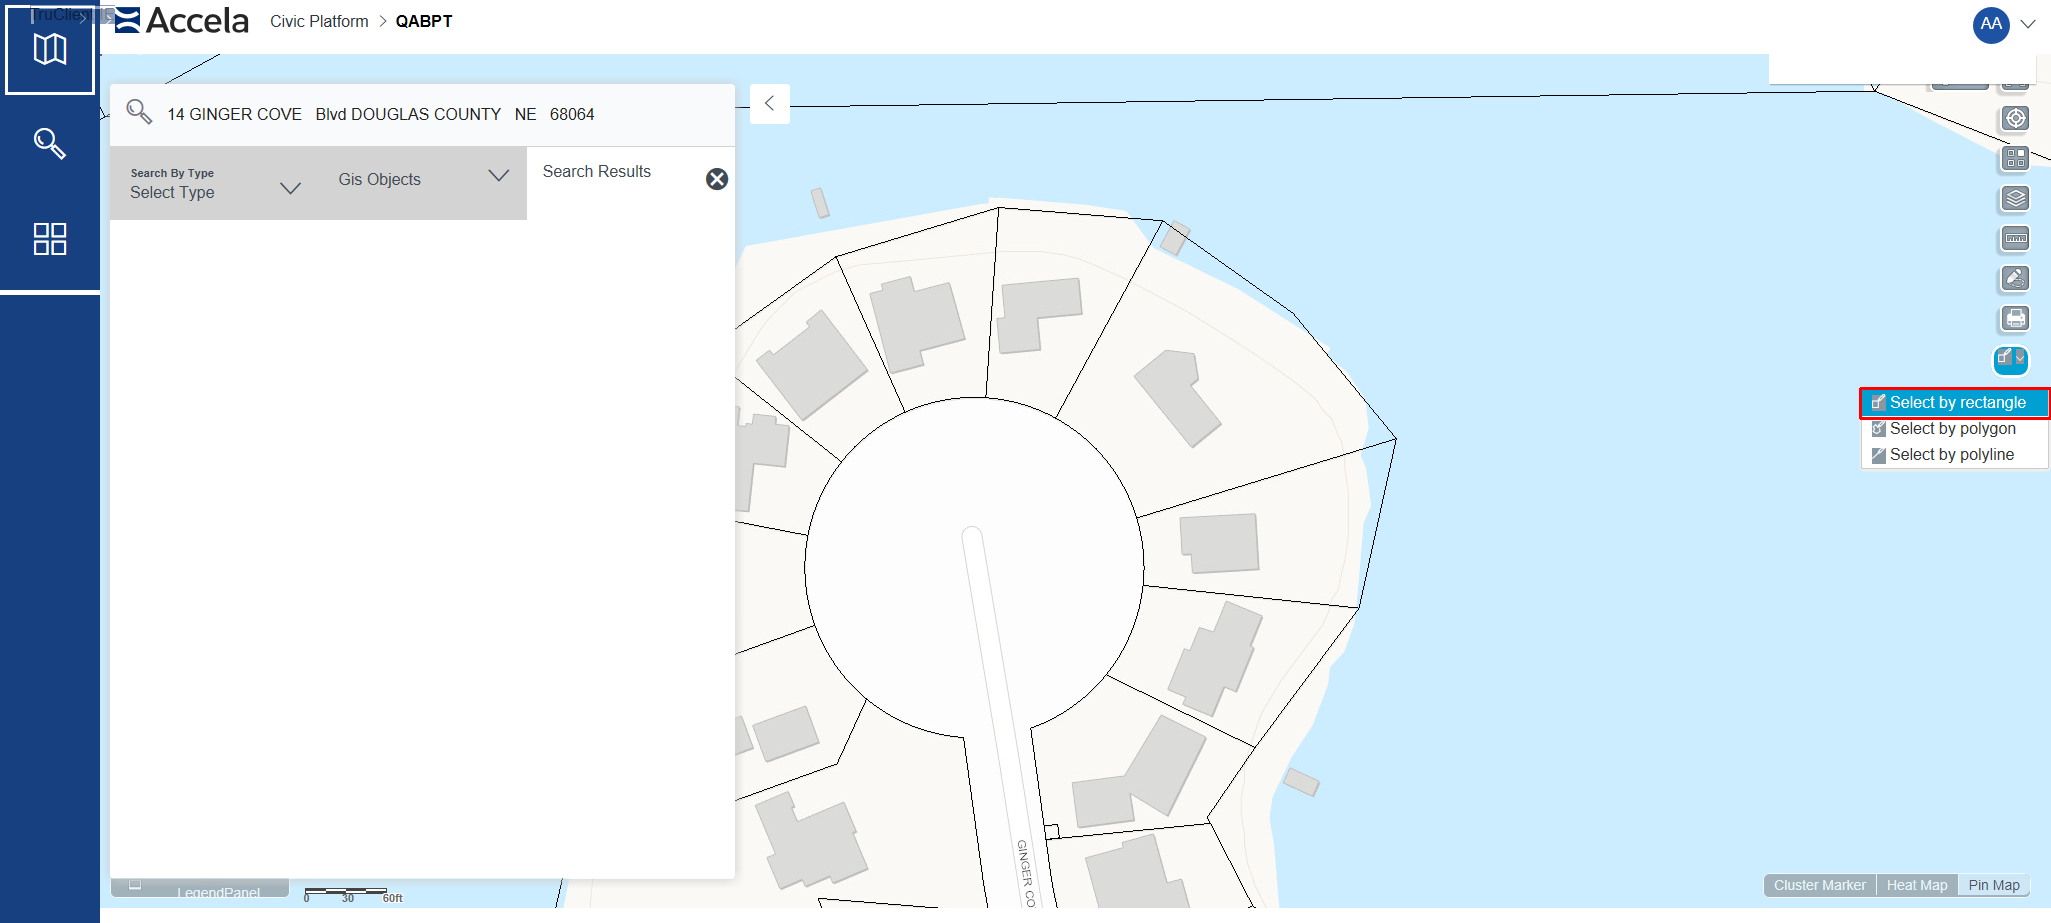 Accela
Civic Platform > QABPT
AA
14 GINGER COVE Blvd DOUGLAS COUNTY NE 68064
Search By Type
Select Type
Gis Objects
Search Results
Select by rectangle
Select by polygon
Select by polyline
GINGER CO
LegendPanel
0 30 60ft
Cluster Marker
Heat Map
Pin Map